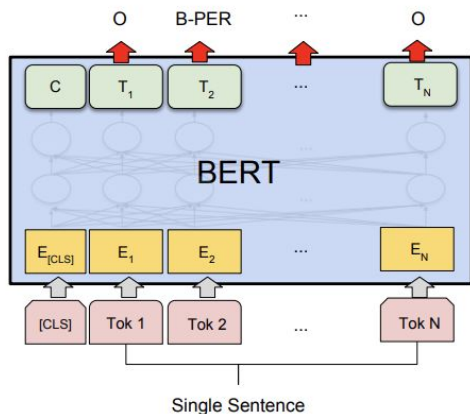 O B-PER ... O
C T1 T2 ... TN
...
BERT
...
E[CLS] E1 E2 ... EN
[CLS] Tok 1 Tok 2 ... Tok N
Single Sentence